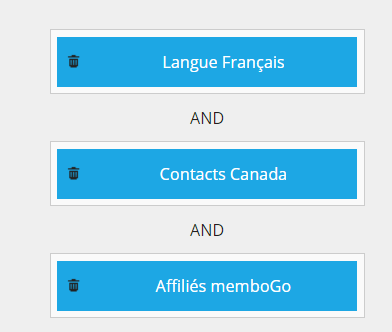 Langue Français
AND
Contacts Canada
AND
Affiliés memboGo